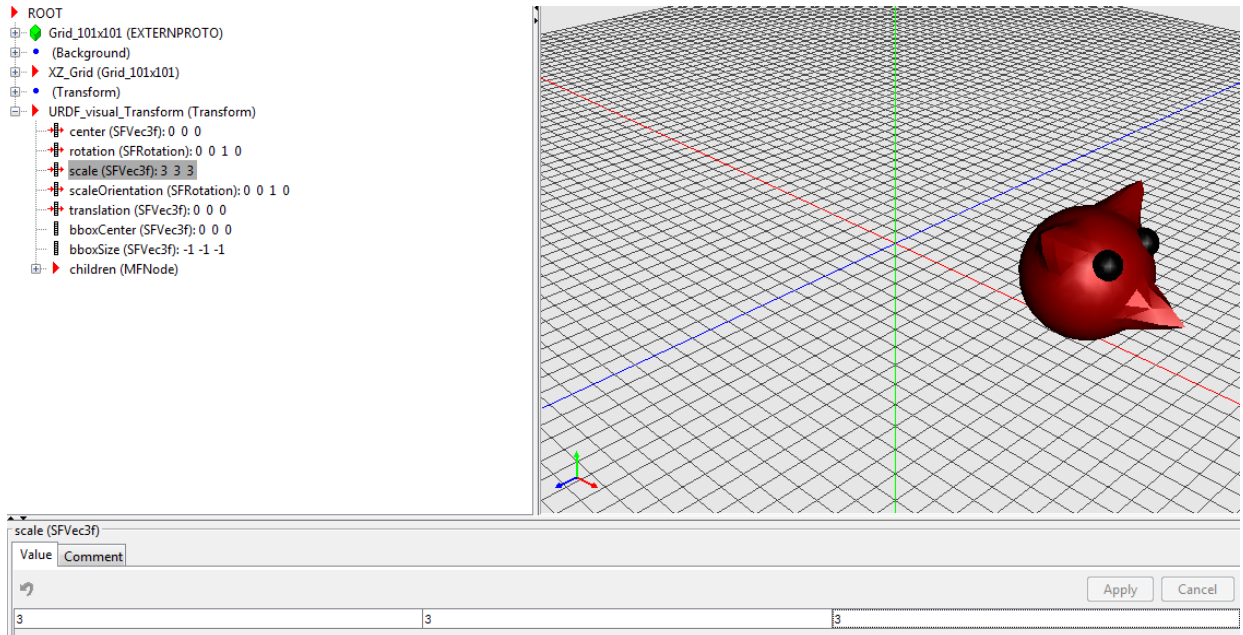 ROOT
Grid_101x101 (EXTERNPROTO)
(Background)
XZ_Grid (Grid_101x101)
(Transform)
URDF_visual_Transform (Transform)
center (SFVec3f): 0 0 0
rotation (SFRotation): 0 0 1 0
scale (SFVec3f): 3 3 3
scaleOrientation (SFRotation): 0 0 1 0
translation (SFVec3f): 0 0 0
bboxCenter (SFVec3f): 0 0 0
bboxSize (SFVec3f): -1 -1 -1
children (MFNode)
scale (SFVec3f)
Value Comment
Apply Cancel
3 3 3